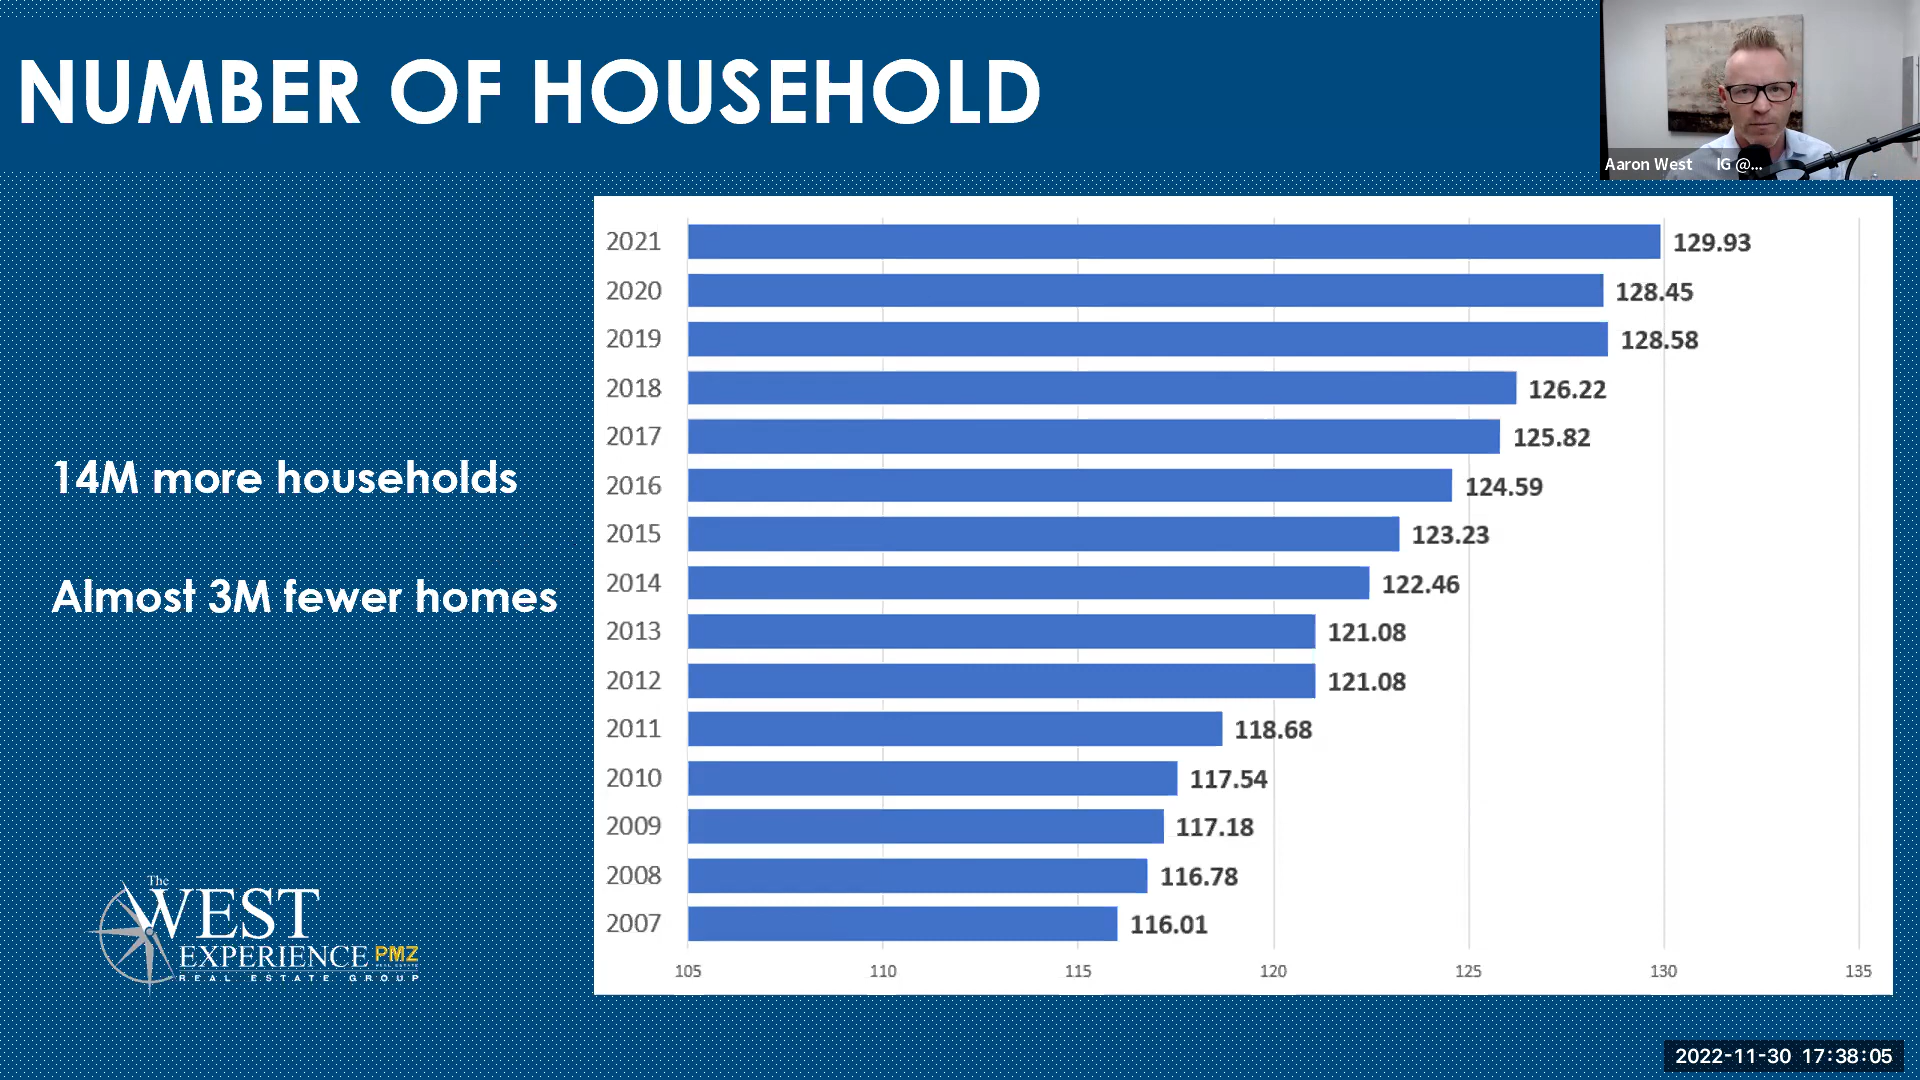 NUMBER OF HOUSEHOLD
Aaron West IG @...
14M more households
Almost 3M fewer homes
2021 129.93
2020 128.45
2019 128.58
2018 126.22
2017 125.82
2016 124.59
2015 123.23
2014 122.46
2013 121.08
2012 121.08
2011 118.68
2010 117.54
2009 117.18
2008 116.78
2007 116.01
105 110 115 120 125 130 135
The
WEST
EXPERIENCE PMZ
REAL ESTATE GROUP
2022-11-30 17:38:05